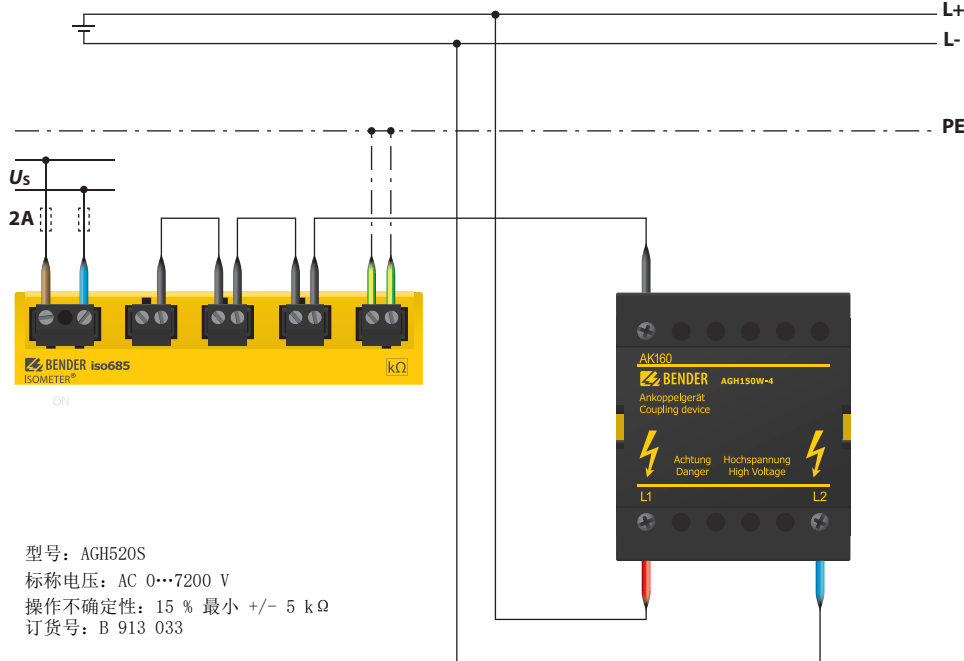 L+
L-
PE
Us
2A
BENDER iso685
ISOMETER®
kΩ
ON
AK160
BENDER AGH150W-4
Ankoppelgerät
Coupling device
Achtung Hochspannung
Danger High Voltage
L1 L2
型号: AGH520S
标称电压: AC 0···7200 V
操作不确定性: 15 % 最小 +/- 5 kΩ
订货号: B 913 033